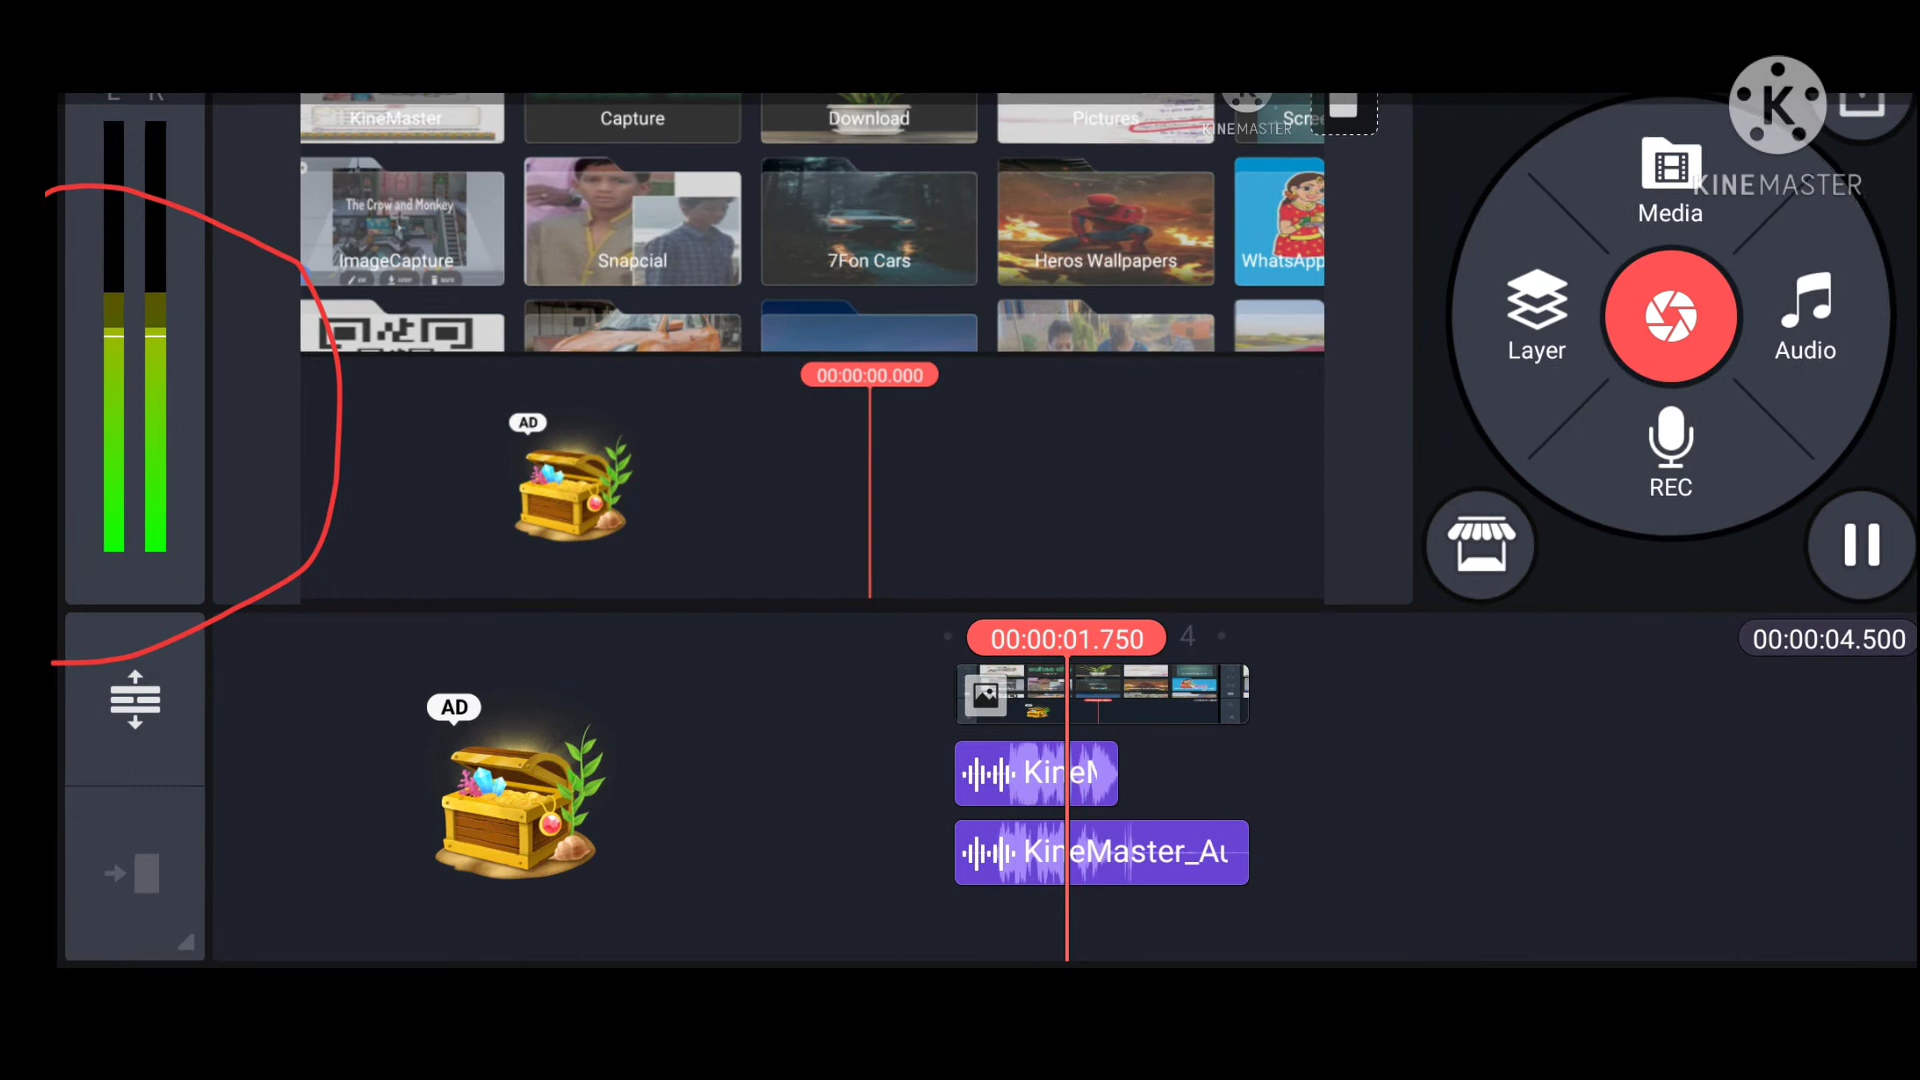 L R
KineMaster
Capture
Download
Pictures
KINEMASTER
K
KINEMASTER
The Crow and Monkey
ImageCapture
Snapcial
7Fon Cars
Heros Wallpapers
WhatsApp
Media
Layer
Audio
REC
00:00:00.000
AD
00:00:01.750
4
00:00:04.500
AD
KineM
KineMaster_Au